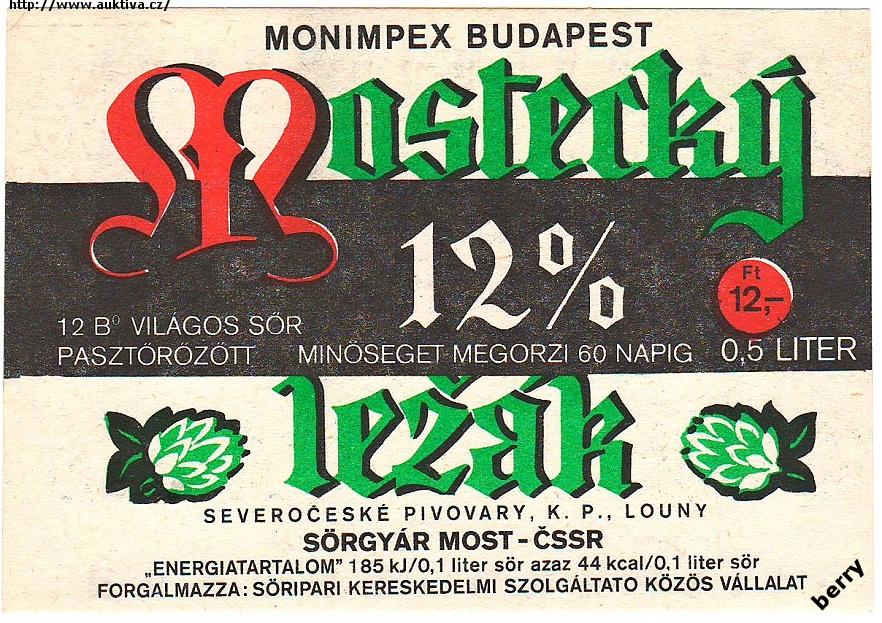 http://www.auktiva.cz/
MONIMPEX BUDAPEST
Mostecký
12%
Ft
12,-
12 B° VILÁGOS SŐR
PASZTŐRŐZŐTT
MINŐSEGET MEGORZI 60 NAPIG
0,5 LITER
ležák
SEVEROČESKÉ PIVOVARY, K. P., LOUNY
SÖRGYÁR MOST - ČSSR
„ENERGIATARTALOM" 185 kJ/0,1 liter sör azaz 44 kcal/0,1 liter sör
FORGALMAZZA: SÖRIPARI KERESKEDELMI SZOLGÁLTATO KÖZÖS VÁLLALAT
berry